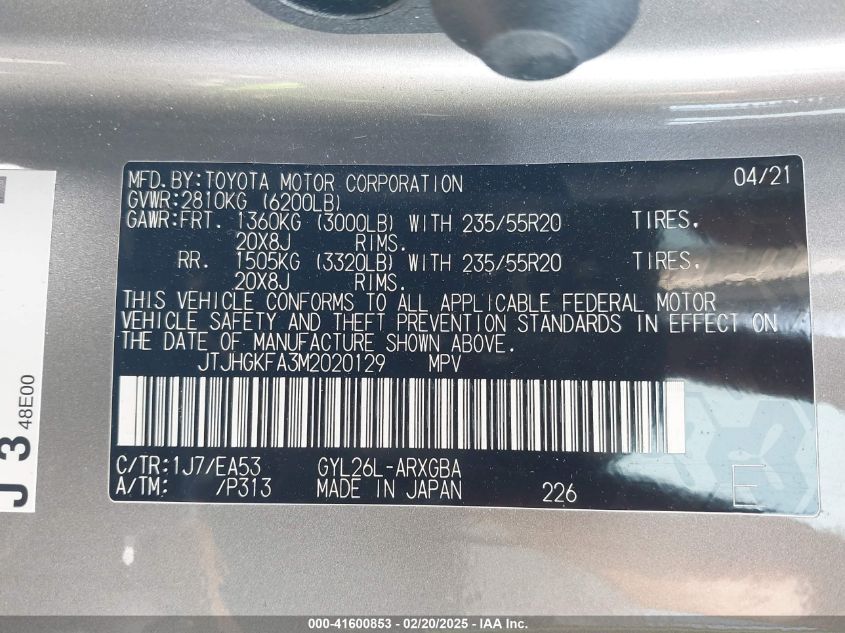 MFD.BY:TOYOTA MOTOR CORPORATION 04/21
GVWR:2810KG (6200LB)
GAWR:FRT. 1360KG (3000LB) WITH 235/55R20 TIRES,
20X8J RIMS.
RR. 1505KG (3320LB) WITH 235/55R20 TIRES,
20X8J RIMS.
THIS VEHICLE CONFORMS TO ALL APPLICABLE FEDERAL MOTOR
VEHICLE SAFETY AND THEFT PREVENTION STANDARDS IN EFFECT ON
THE DATE OF MANUFACTURE SHOWN ABOVE.
JTJHGKFA3M2020129 MPV
C/TR:1J7/EA53 GYL26L-ARXGBA
A/TM: /P313 MADE IN JAPAN 226 E
J 3
48E00
000-41600853 — 02/20/2025 — IAA Inc.